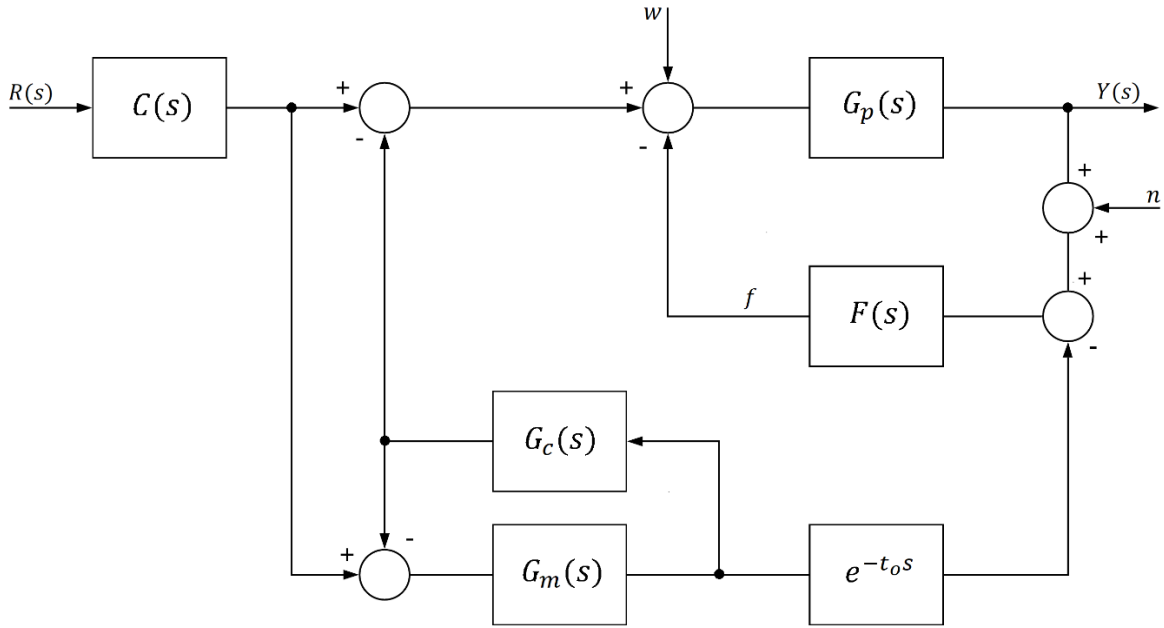 w
R(s)
C(s)
+
-
+
-
G_p(s)
Y(s)
+
n
+
+
-
f
F(s)
G_c(s)
-
+
G_m(s)
e^{-t_o s}